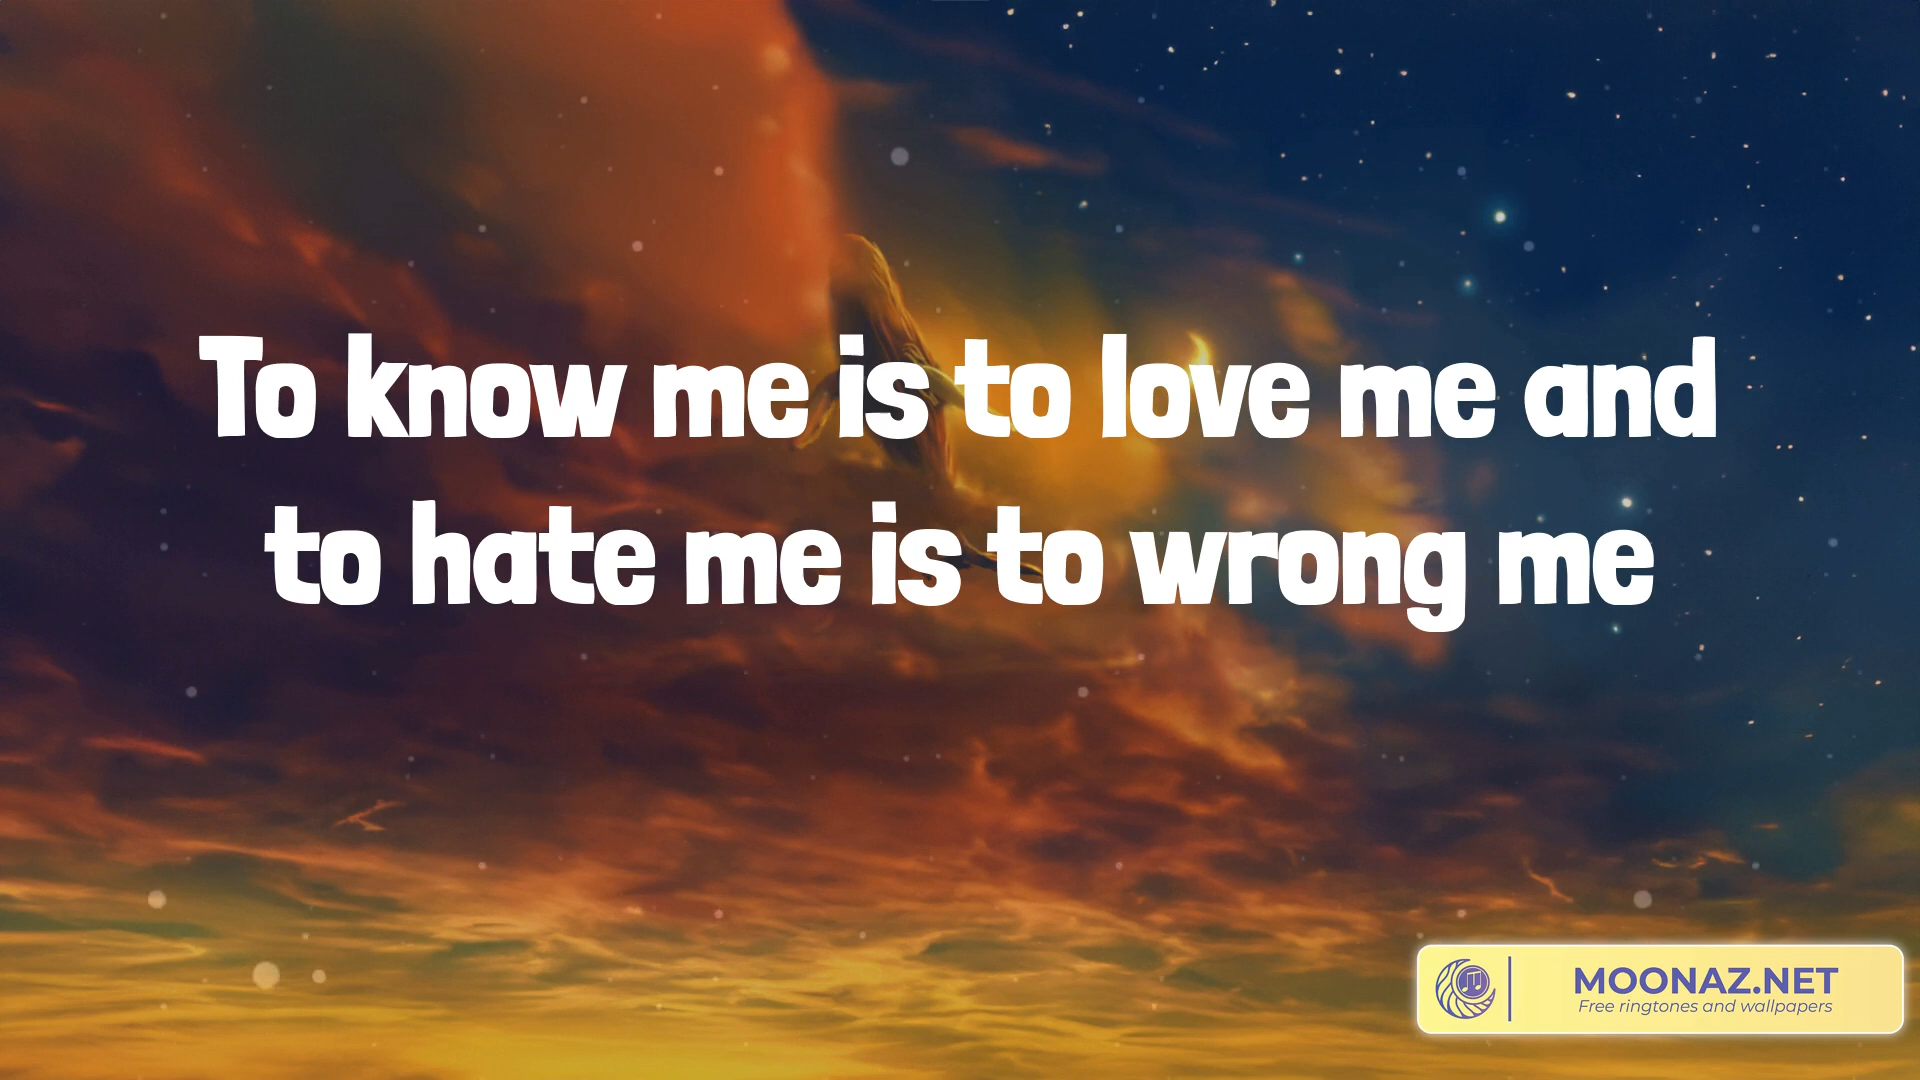 To know me is to love me and
to hate me is to wrong me
MOONAZ.NET
Free ringtones and wallpapers